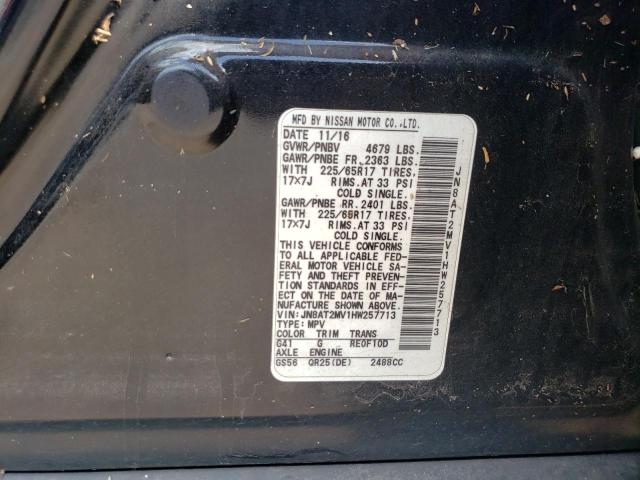 MFD BY NISSAN MOTOR CO.,LTD.
DATE 11/16
GVWR/PNBV 4679 LBS.
GAWR/PNBE FR.2363 LBS.
WITH 225/65R17 TIRES.
17X7J RIMS.AT 33 PSI
COLD SINGLE.
GAWR/PNBE RR.2401 LBS.
WITH 225/65R17 TIRES.
17X7J RIMS.AT 33 PSI
COLD SINGLE.
THIS VEHICLE CONFORMS
TO ALL APPLICABLE FED-
ERAL MOTOR VEHICLE SA-
FETY AND THEFT PREVENTION
STANDARDS IN EFF-
ECT ON THE DATE OF MA-
NUFACTURE SHOWN ABOVE.
VIN: JN8AT2MV1HW257713
TYPE: MPV
COLOR TRIM TRANS
G41 G RE0F10D
AXLE ENGINE
GS56 QR25(DE) 2488CC
JN8AT2MV1HW257713